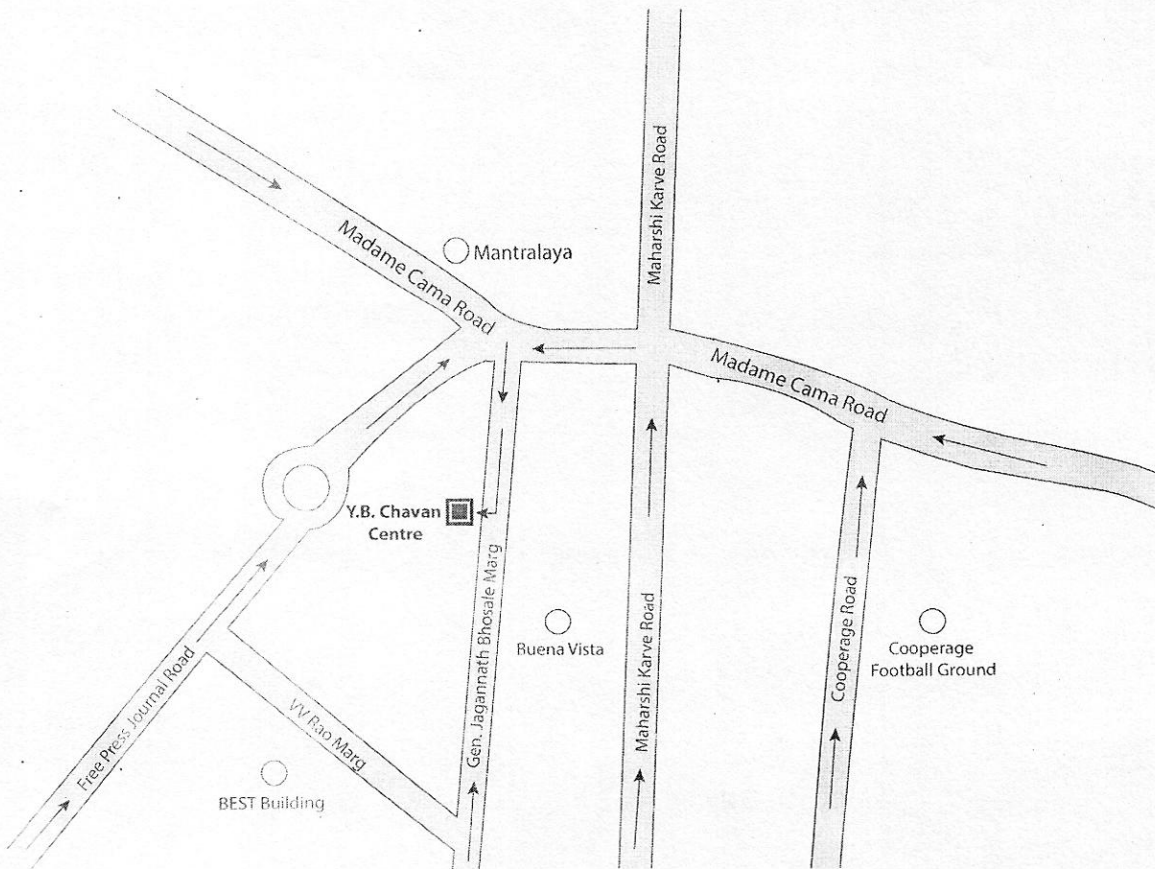 Maharshi Karve Road
Madame Cama Road
Mantralaya
Madame Cama Road
Y.B. Chavan
Centre
Gen. Jagannath Bhosale Marg
Buena Vista
Maharshi Karve Road
Cooperage Road
Cooperage
Football Ground
Free Press Journal Road
VV Rao Marg
BEST Building